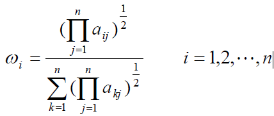 ω_i = (∏_{j=1}^{n} a_{ij})^{1/2} / ∑_{k=1}^{n} (∏_{j=1}^{n} a_{kj})^{1/2}   i = 1,2,⋯,n|